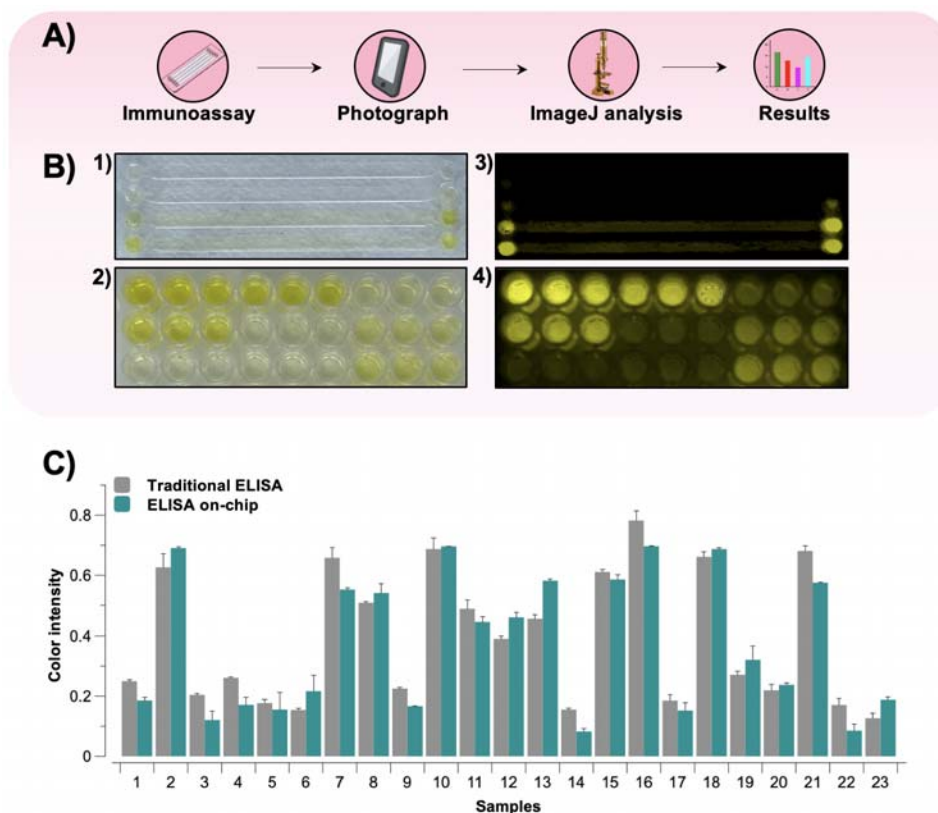 A)
Immunoassay Photograph ImageJ analysis Results
B) 1) 3)
2) 4)
C)
Traditional ELISA
ELISA on-chip
0.8
0.6
0.4
0.2
0
Color intensity
1 2 3 4 5 6 7 8 9 10 11 12 13 14 15 16 17 18 19 20 21 22 23
Samples